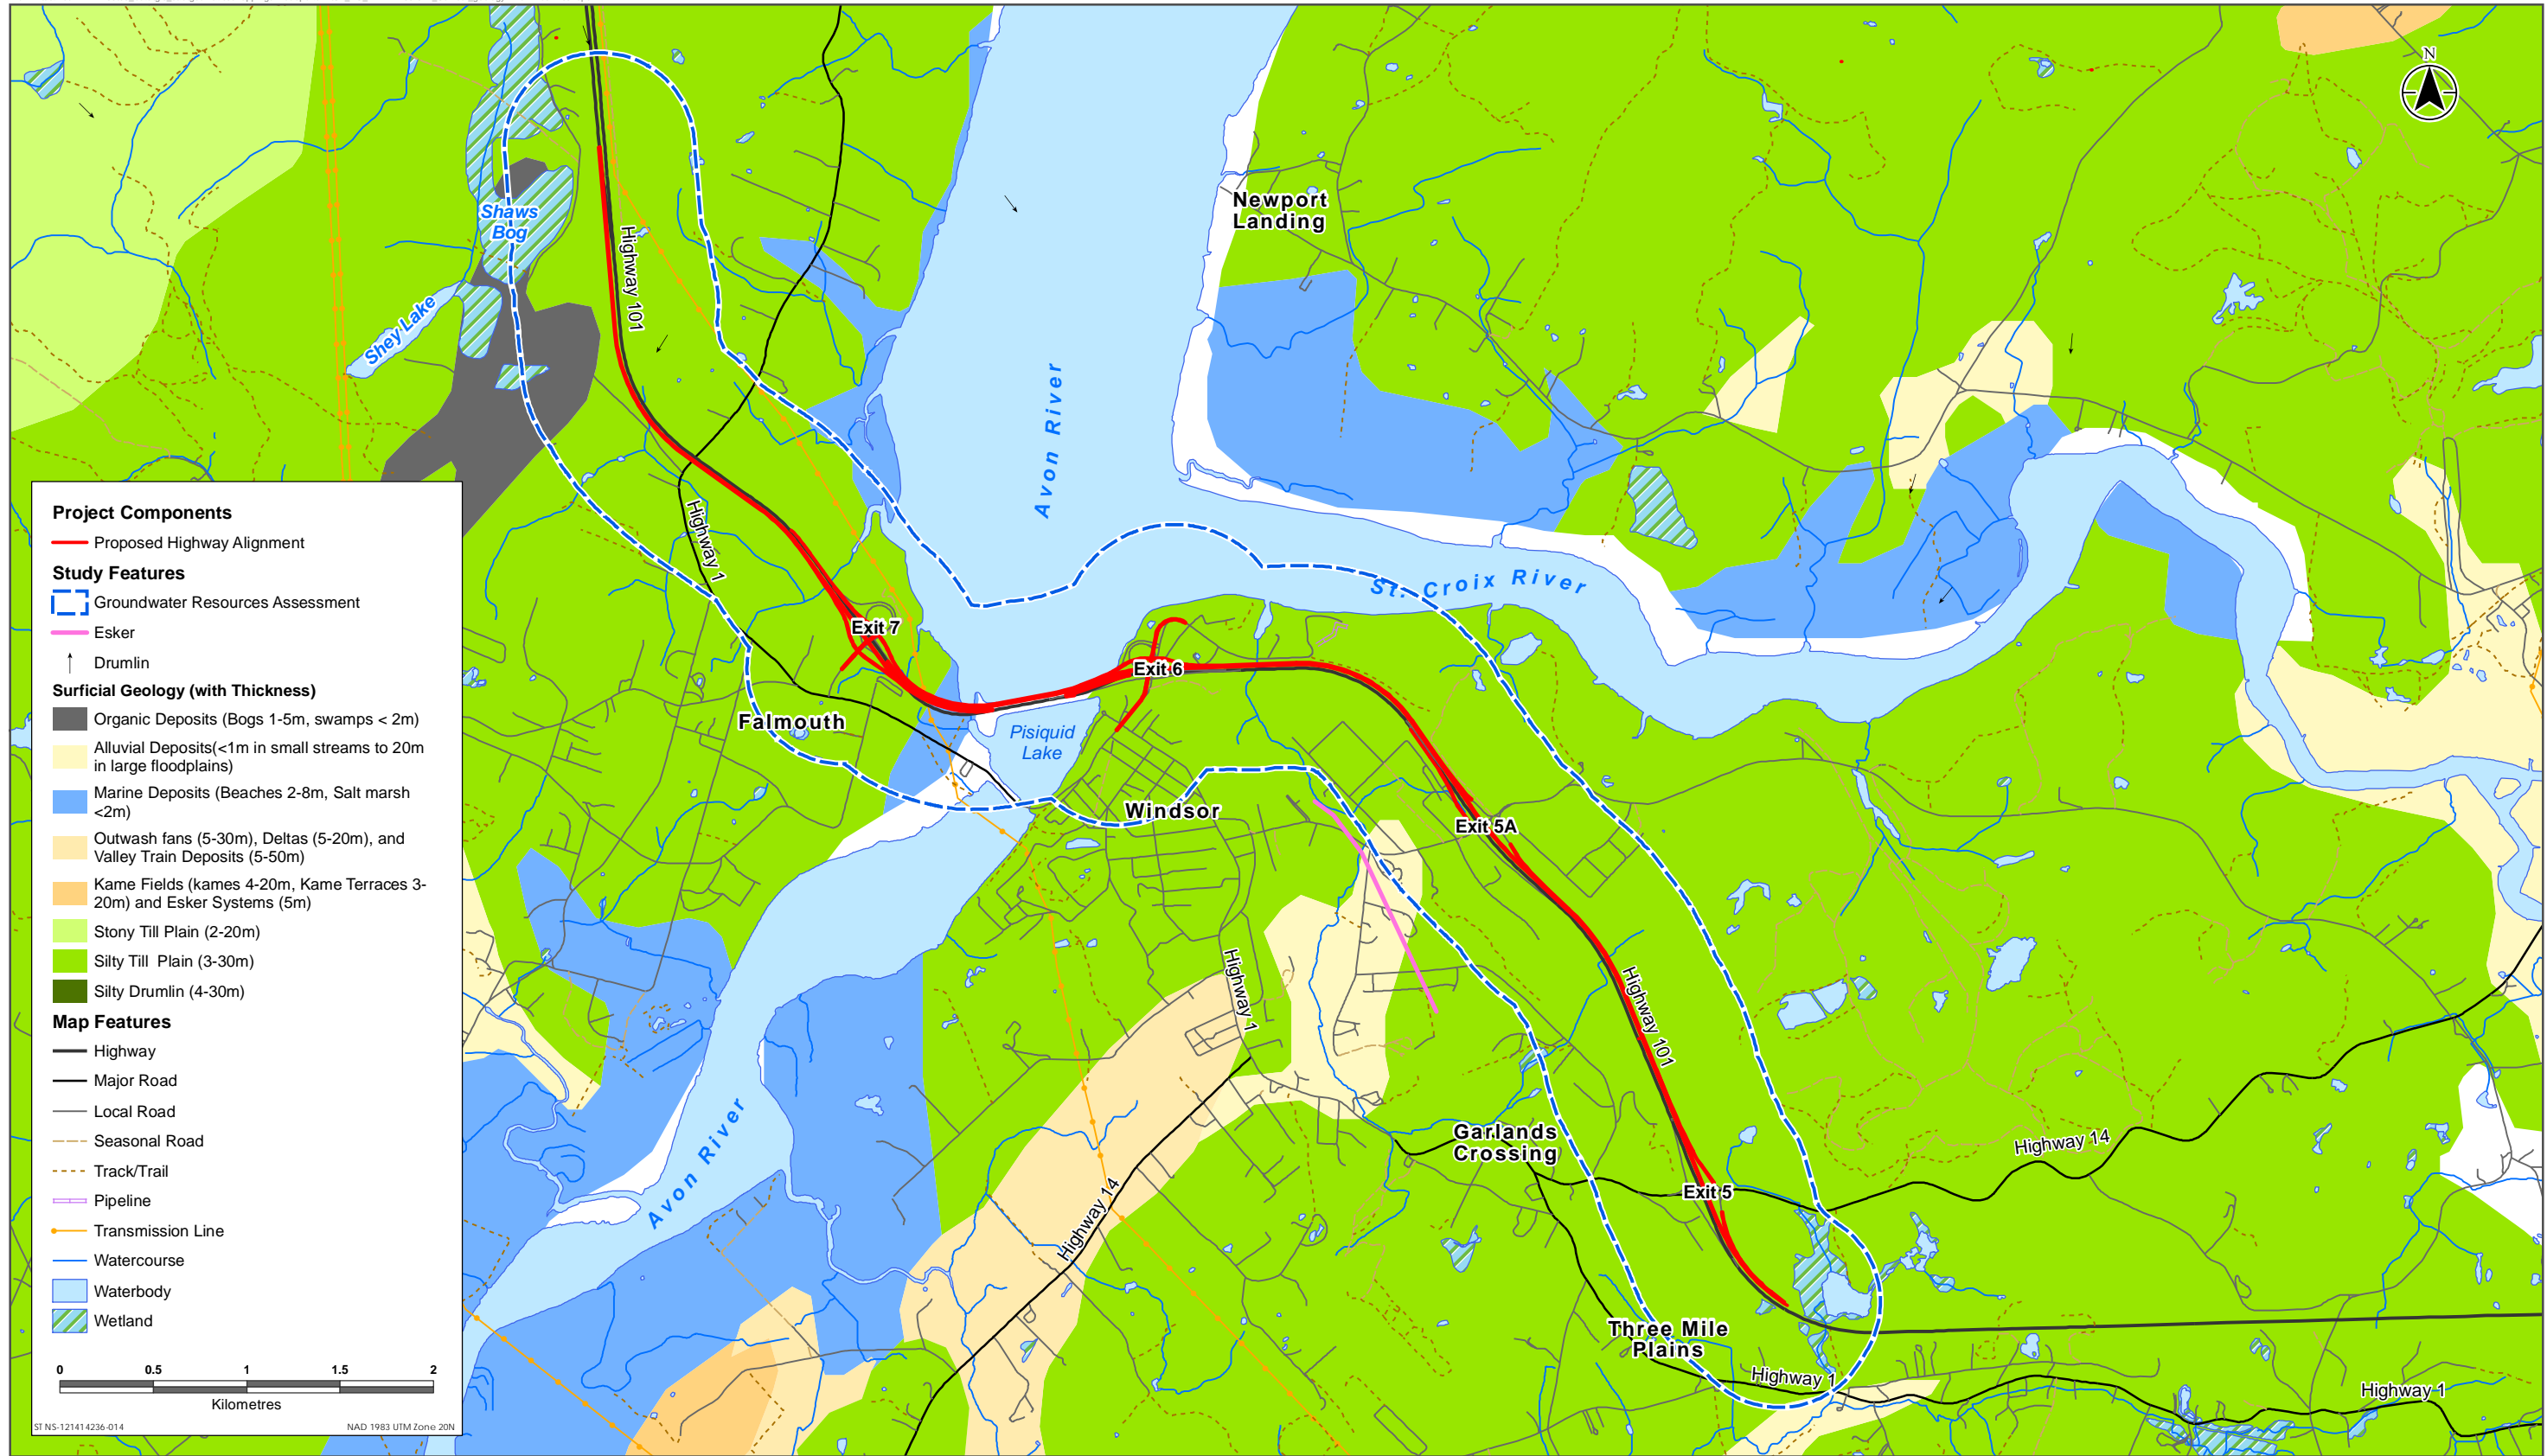 N
Newport
Landing
Shaws
Bog
Highway 101
Shey Lake
Avon River
Highway 1
St. Croix River
Exit 7
Exit 6
Falmouth
Pisiquid
Lake
Windsor
Exit 5A
Highway 1
Highway 101
Avon River
Garlands
Crossing
Highway 14
Highway 14
Exit 5
Three Mile
Plains
Highway 1
Highway 1
Project Components
Proposed Highway Alignment
Study Features
Groundwater Resources Assessment
Esker
Drumlin
Surficial Geology (with Thickness)
Organic Deposits (Bogs 1-5m, swamps < 2m)
Alluvial Deposits(<1m in small streams to 20m
in large floodplains)
Marine Deposits (Beaches 2-8m, Salt marsh
<2m)
Outwash fans (5-30m), Deltas (5-20m), and
Valley Train Deposits (5-50m)
Kame Fields (kames 4-20m, Kame Terraces 3-
20m) and Esker Systems (5m)
Stony Till Plain (2-20m)
Silty Till Plain (3-30m)
Silty Drumlin (4-30m)
Map Features
Highway
Major Road
Local Road
Seasonal Road
Track/Trail
Pipeline
Transmission Line
Watercourse
Waterbody
Wetland
0 0.5 1 1.5 2
Kilometres
ST NS-121414236-014 NAD 1983 UTM Zone 20N